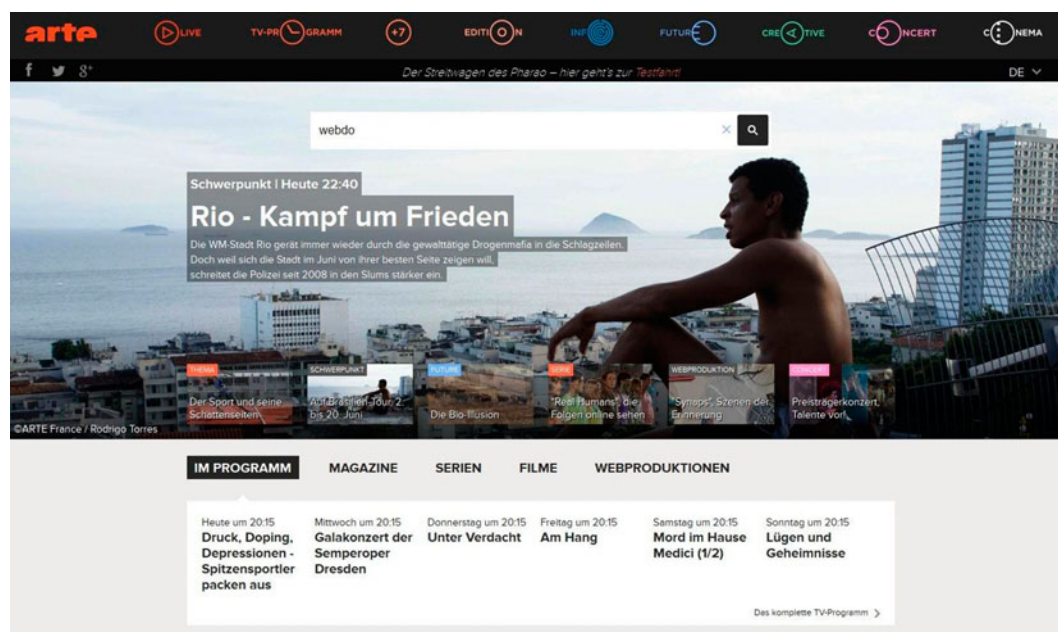 arte
LIVE
TV-PROGRAMM
+7
EDITION
INFO
FUTURE
CREATIVE
CONCERT
CINEMA
Der Streitwagen des Pharao – hier geht's zur Testfahrt!
DE
webdo
Schwerpunkt | Heute 22:40
Rio - Kampf um Frieden
Die WM-Stadt Rio gerät immer wieder durch die gewalttätige Drogenmafia in die Schlagzeilen.
Doch weil sich die Stadt im Juni von ihrer besten Seite zeigen will,
schreitet die Polizei seit 2008 in den Slums stärker ein.
THEMA
Der Sport und seine
Schattenseiten
SCHWERPUNKT
Auf Brasilien-Tour, 2.
bis 20. Juni
FUTURE
Die Bio-Illusion
SERIE
"Real Humans", die
Folgen online sehen
WEBPRODUKTION
"Synaps", Szenen der
Erinnerung
CONCERT
Preisträgerkonzert,
Talente von
©ARTE France / Rodrigo Torres
IM PROGRAMM
MAGAZINE
SERIEN
FILME
WEBPRODUKTIONEN
Heute um 20:15
Druck, Doping,
Depressionen -
Spitzensportler
packen aus
Mittwoch um 20:15
Galakonzert der
Semperoper
Dresden
Donnerstag um 20:15
Unter Verdacht
Freitag um 20:15
Am Hang
Samstag um 20:15
Mord im Hause
Medici (1/2)
Sonntag um 20:15
Lügen und
Geheimnisse
Das komplette TV-Programm